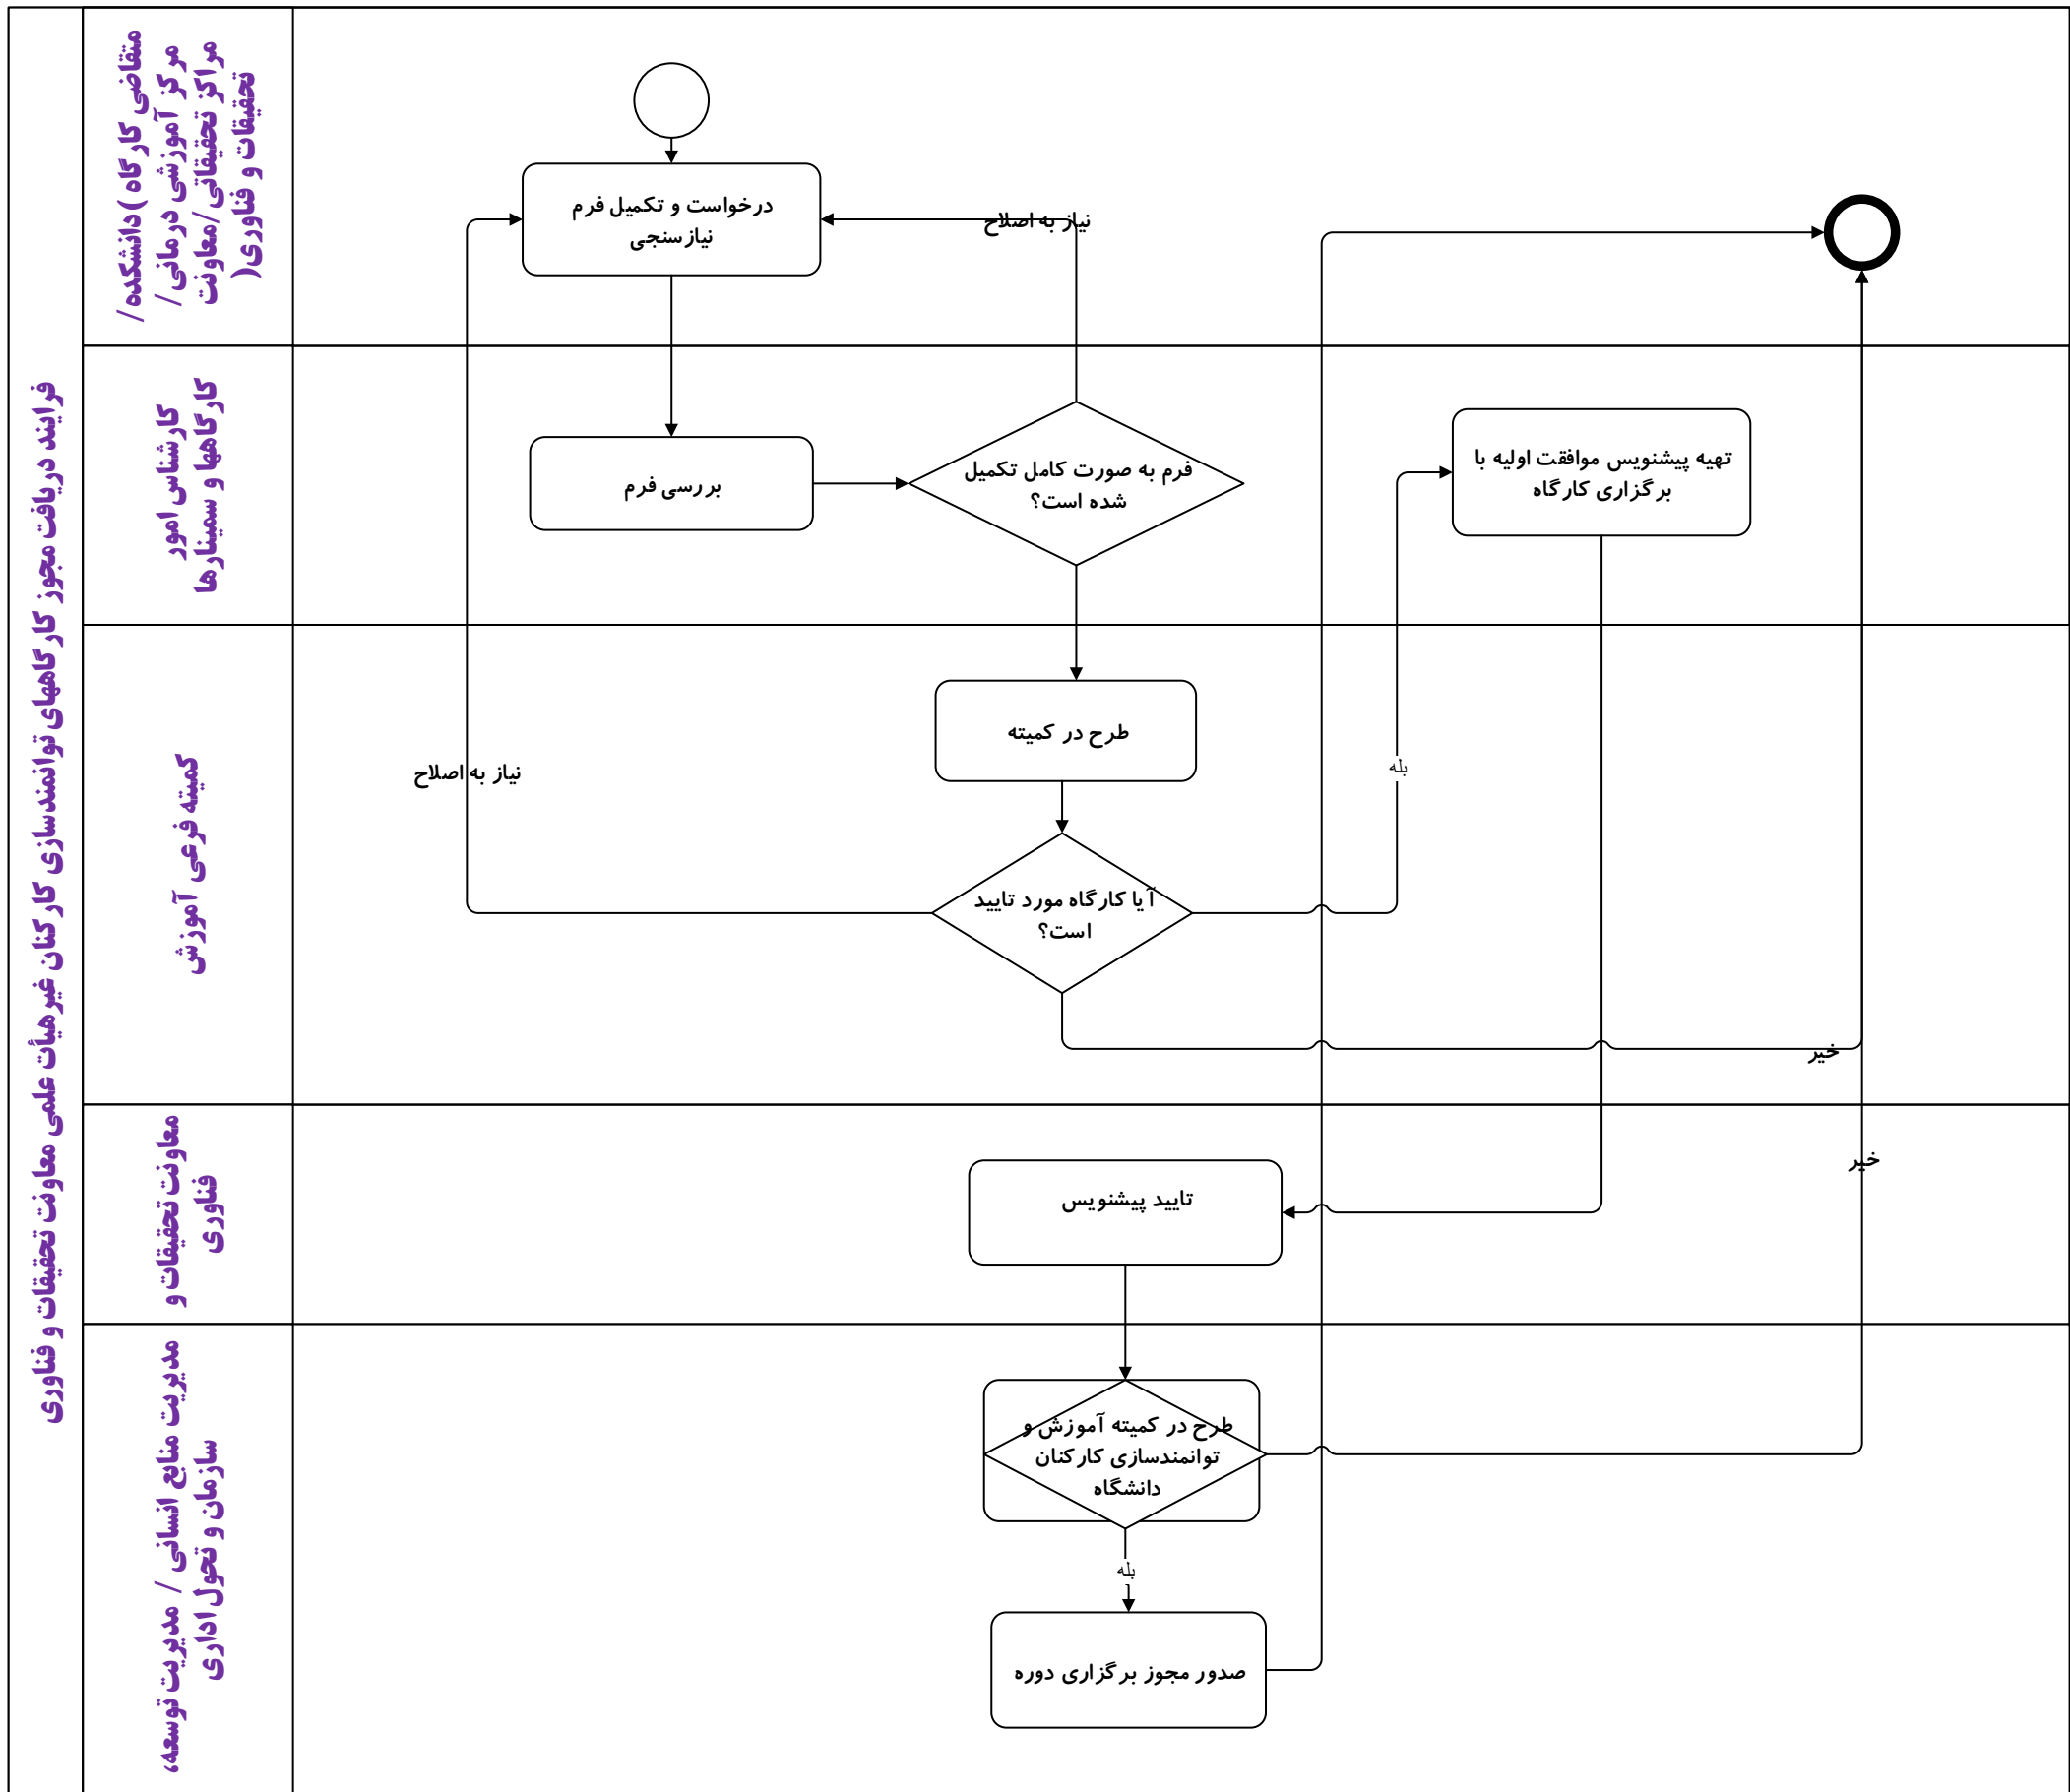 فرایند دریافت مجوز کارگاههای توانمندسازی کارکنان غیرهیأت علمی معاونت تحقیقات و فناوری
متقاضی کارگاه )دانشکده/
مرکز آموزشی درمانی /
مراکز تحقیقاتی/معاونت
تحقیقات و فناوری(
درخواست و تکمیل فرم
نیازسنجی
نیاز به اصلاح
کارشناس امور
کارگاهها و سمینارها
بررسی فرم
فرم به صورت کامل تکمیل
شده است؟
تهیه پیشنویس موافقت اولیه با
برگزاری کارگاه
کمیته فرعی آموزش
طرح در کمیته
نیاز به اصلاح
بله
آیا کارگاه مورد تایید
است؟
خیر
معاونت تحقیقات و
فناوری
تایید پیشنویس
خیر
مدیریت منابع انسانی / مدیریت توسعه،
سازمان و تحول اداری
طرح در کمیته آموزش و
توانمندسازی کارکنان
دانشگاه
بله
صدور مجوز برگزاری دوره